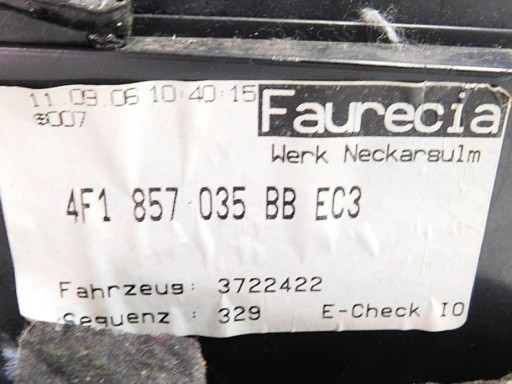 11.09.06 10:40:15 Faurecia
3007
Werk Neckarsulm
4F1 857 035 BB EC3
Fahrzeug: 3722422
Sequenz : 329 E-Check IO